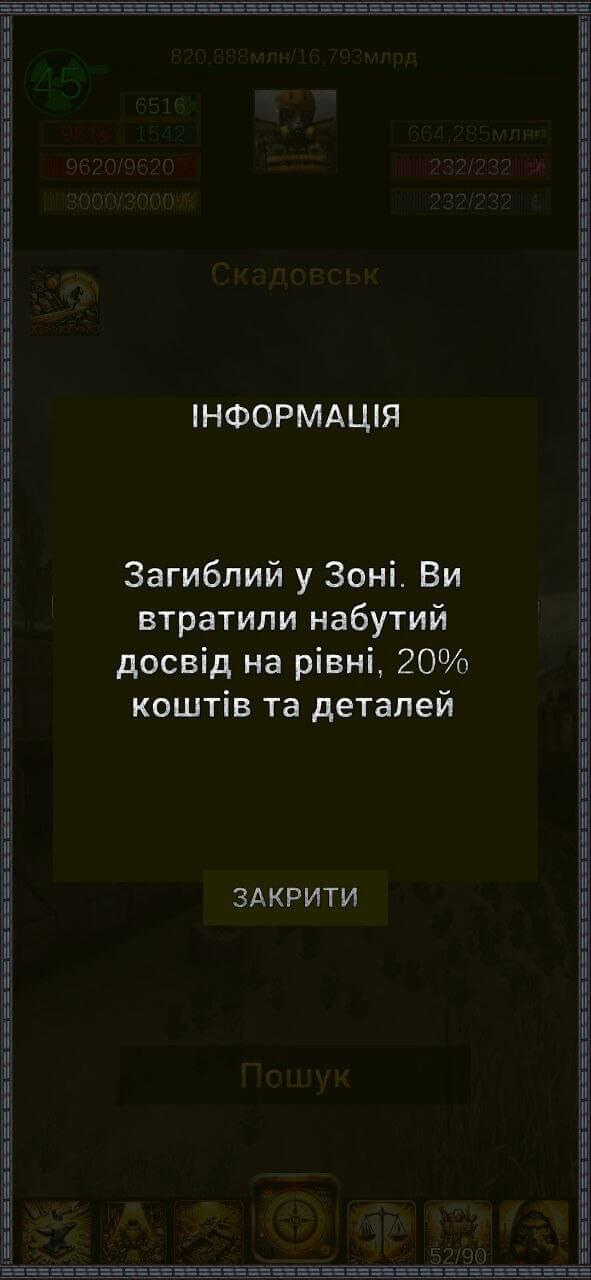 820,888млн/16,793млрд
45
6516
1542
664,285млн
9620/9620
232/232
3000/3000
232/232
Скадовськ
ІНФОРМАЦІЯ
Загиблий у Зоні. Ви
втратили набутий
досвід на рівні, 20%
коштів та деталей
ЗАКРИТИ
Пошук
52/90